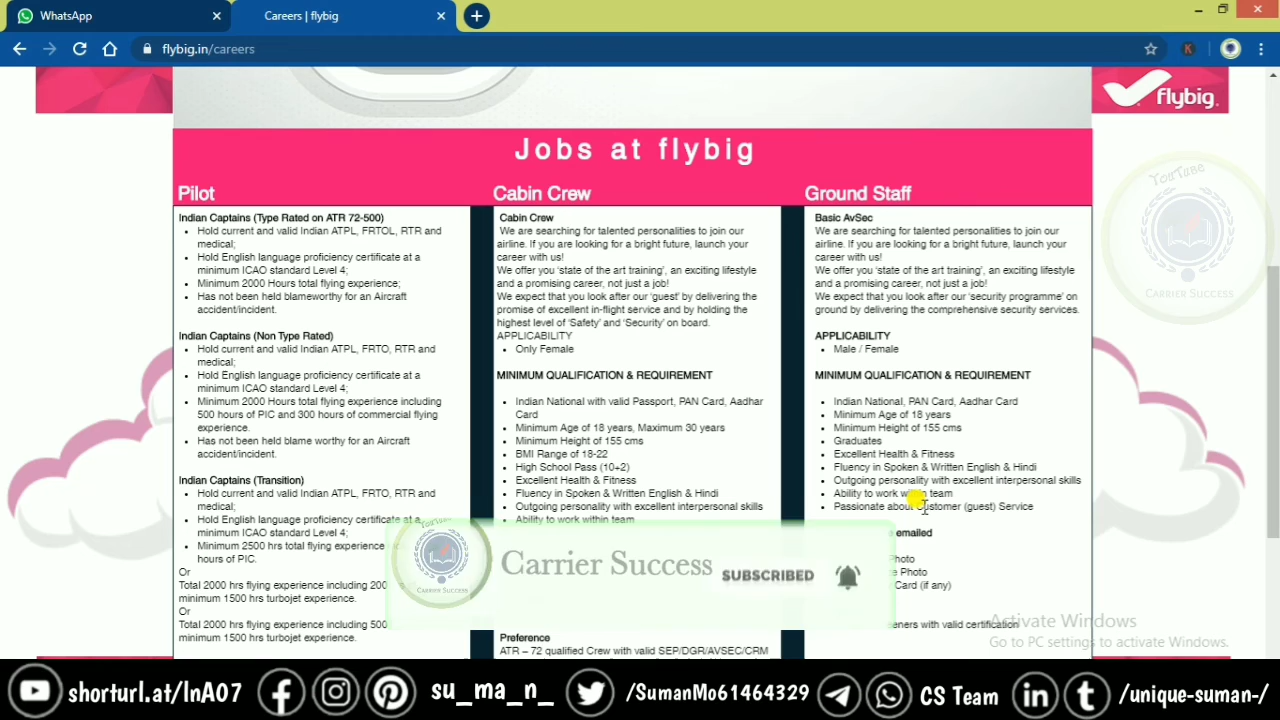 WhatsApp
Careers | flybig
flybig.in/careers
flybig.
Jobs at flybig
Pilot
Indian Captains (Type Rated on ATR 72-500)
Hold current and valid Indian ATPL, FRTOL, RTR and
medical;
Hold English language proficiency certificate at a
minimum ICAO standard Level 4;
Minimum 2000 Hours total flying experience;
Has not been held blameworthy for an Aircraft
accident/incident.
Indian Captains (Non Type Rated)
Hold current and valid Indian ATPL, FRTO, RTR and
medical;
Hold English language proficiency certificate at a
minimum ICAO standard Level 4;
Minimum 2000 Hours total flying experience including
500 hours of PIC and 300 hours of commercial flying
experience.
Has not been held blame worthy for an Aircraft
accident/incident.
Indian Captains (Transition)
Hold current and valid Indian ATPL, FRTO, RTR and
medical;
Hold English language proficiency certificate at a
minimum ICAO standard Level 4;
Minimum 2500 hrs total flying experience
hours of PIC.
Or
Total 2000 hrs flying experience including 200
minimum 1500 hrs turbojet experience.
Or
Total 2000 hrs flying experience including 500
minimum 1500 hrs turbojet experience.
Cabin Crew
Cabin Crew
We are searching for talented personalities to join our
airline. If you are looking for a bright future, launch your
career with us!
We offer you 'state of the art training', an exciting lifestyle
and a promising career, not just a job!
We expect that you look after our 'guest' by delivering the
promise of excellent in-flight service and by holding the
highest level of 'Safety' and 'Security' on board.
APPLICABILITY
Only Female
MINIMUM QUALIFICATION & REQUIREMENT
Indian National with valid Passport, PAN Card, Aadhar
Card
Minimum Age of 18 years, Maximum 30 years
Minimum Height of 155 cms
BMI Range of 18-22
High School Pass (10+2)
Excellent Health & Fitness
Fluency in Spoken & Written English & Hindi
Outgoing personality with excellent interpersonal skills
Ability to work within team
Preference
ATR – 72 qualified Crew with valid SEP/DGR/AVSEC/CRM
Ground Staff
Basic AvSec
We are searching for talented personalities to join our
airline. If you are looking for a bright future, launch your
career with us!
We offer you 'state of the art training', an exciting lifestyle
and a promising career, not just a job!
We expect that you look after our 'security programme' on
ground by delivering the comprehensive security services.
APPLICABILITY
Male / Female
MINIMUM QUALIFICATION & REQUIREMENT
Indian National, PAN Card, Aadhar Card
Minimum Age of 18 years
Minimum Height of 155 cms
Graduates
Excellent Health & Fitness
Fluency in Spoken & Written English & Hindi
Outgoing personality with excellent interpersonal skills
Ability to work within team
Passionate about Customer (guest) Service
emailed
Photo
Photo
Card (if any)
with valid certification
YouTube
CARRIER SUCCESS
YouTube
CARRIER SUCCESS
Carrier Success
SUBSCRIBED
Activate Windows
Go to PC settings to activate Windows.
shorturl.at/lnA07
su_ma_n_
/SumanMo61464329
CS Team
/unique-suman-/